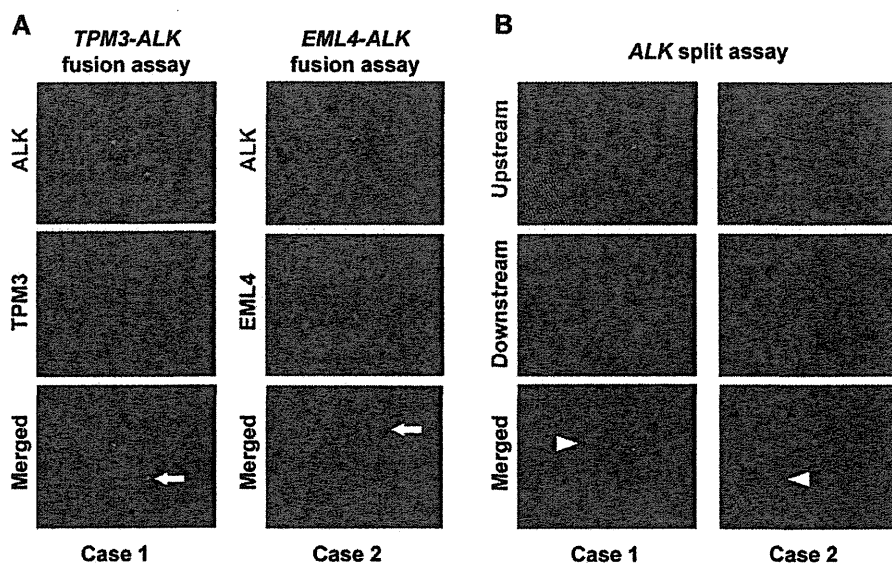 A
TPM3-ALK
fusion assay
EML4-ALK
fusion assay
ALK
TPM3
Merged
ALK
EML4
Merged
Case 1
Case 2
B
ALK split assay
Upstream
Downstream
Merged
Case 1
Case 2